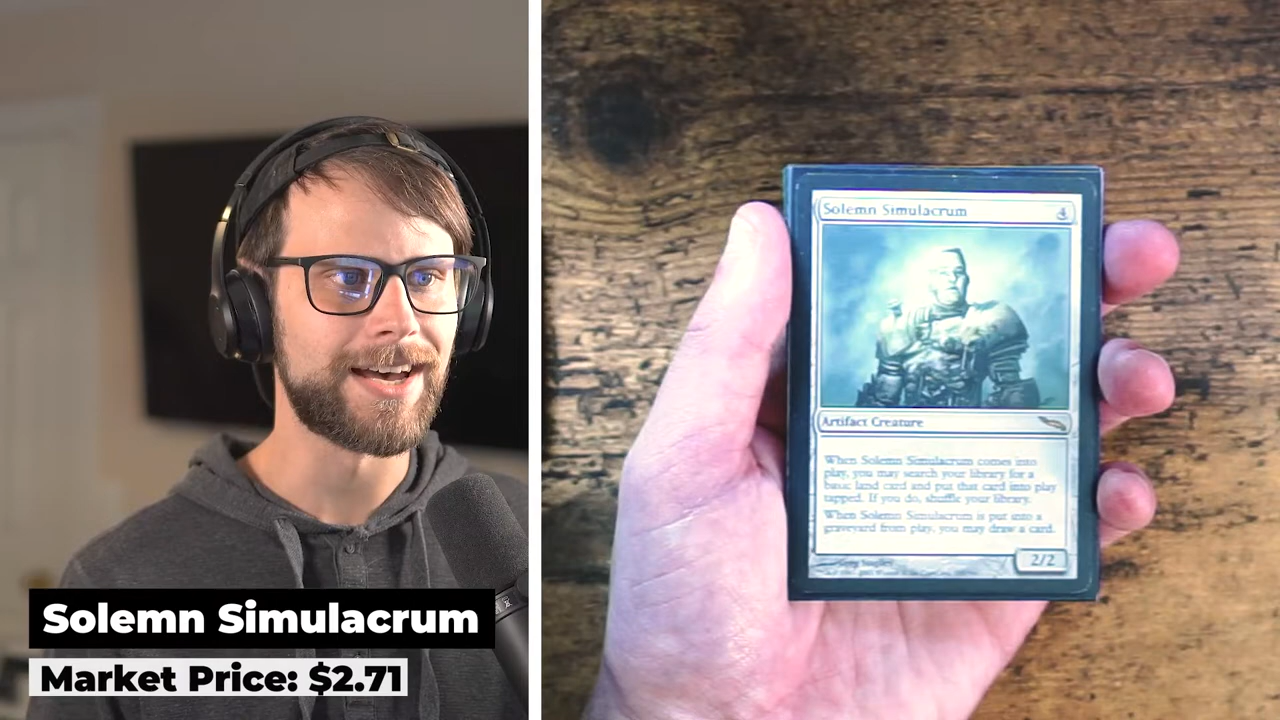 Solemn Simulacrum
Market Price: $2.71
Solemn Simulacrum 4
Artifact Creature
When Solemn Simulacrum comes into
play, you may search your library for a
basic land card and put that card into play
tapped. If you do, shuffle your library.
When Solemn Simulacrum is put into a
graveyard from play, you may draw a card.
2/2